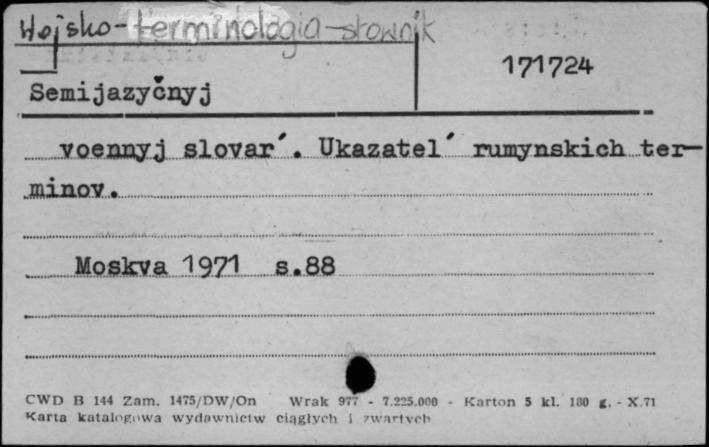 Wojsko-terminologia-słownik
171724
Semijazyčnyj
voennyj slovar´. Ukazatel´ rumynskich ter-
minov.
Moskva 1971 s.88
CWD B 144 Zam. 1475/DW/On Wrak 977 - 7.225.000 - Karton 5 kl. 180 g. - X.71
Karta katalogowa wydawnictw ciągłych i zwartych